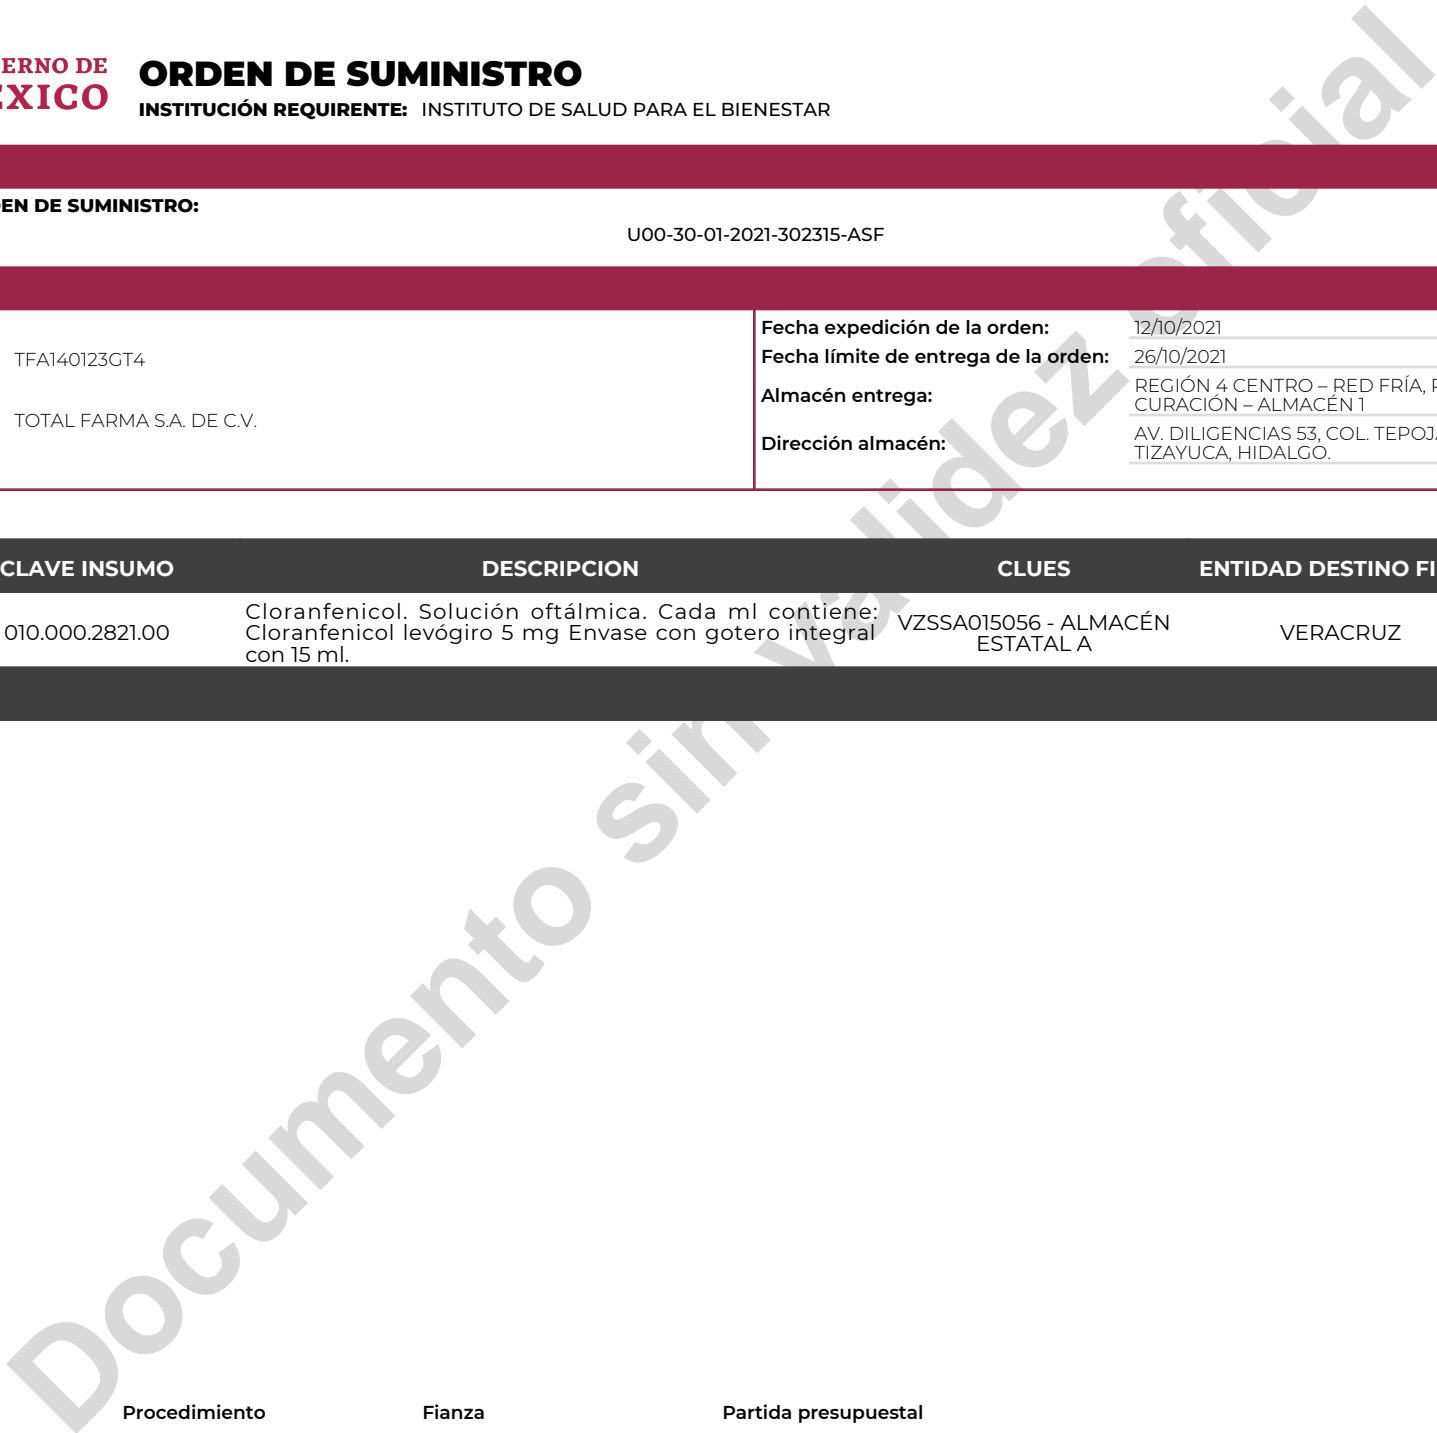 ERNO DE
ÉXICO
ORDEN DE SUMINISTRO
INSTITUCIÓN REQUIRENTE: INSTITUTO DE SALUD PARA EL BIENESTAR
EN DE SUMINISTRO:
U00-30-01-2021-302315-ASF
TFA140123GT4
TOTAL FARMA S.A. DE C.V.
Fecha expedición de la orden: 12/10/2021
Fecha límite de entrega de la orden: 26/10/2021
Almacén entrega: REGIÓN 4 CENTRO – RED FRÍA,
CURACIÓN – ALMACÉN 1
Dirección almacén: AV. DILIGENCIAS 53, COL. TEPOJ
TIZAYUCA, HIDALGO.
CLAVE INSUMO DESCRIPCION CLUES ENTIDAD DESTINO FI
010.000.2821.00
Cloranfenicol. Solución oftálmica. Cada ml contiene:
Cloranfenicol levógiro 5 mg Envase con gotero integral
con 15 ml.
VZSSA015056 - ALMACÉN
ESTATAL A
VERACRUZ
Documento sin validez oficial
Procedimiento Fianza Partida presupuestal